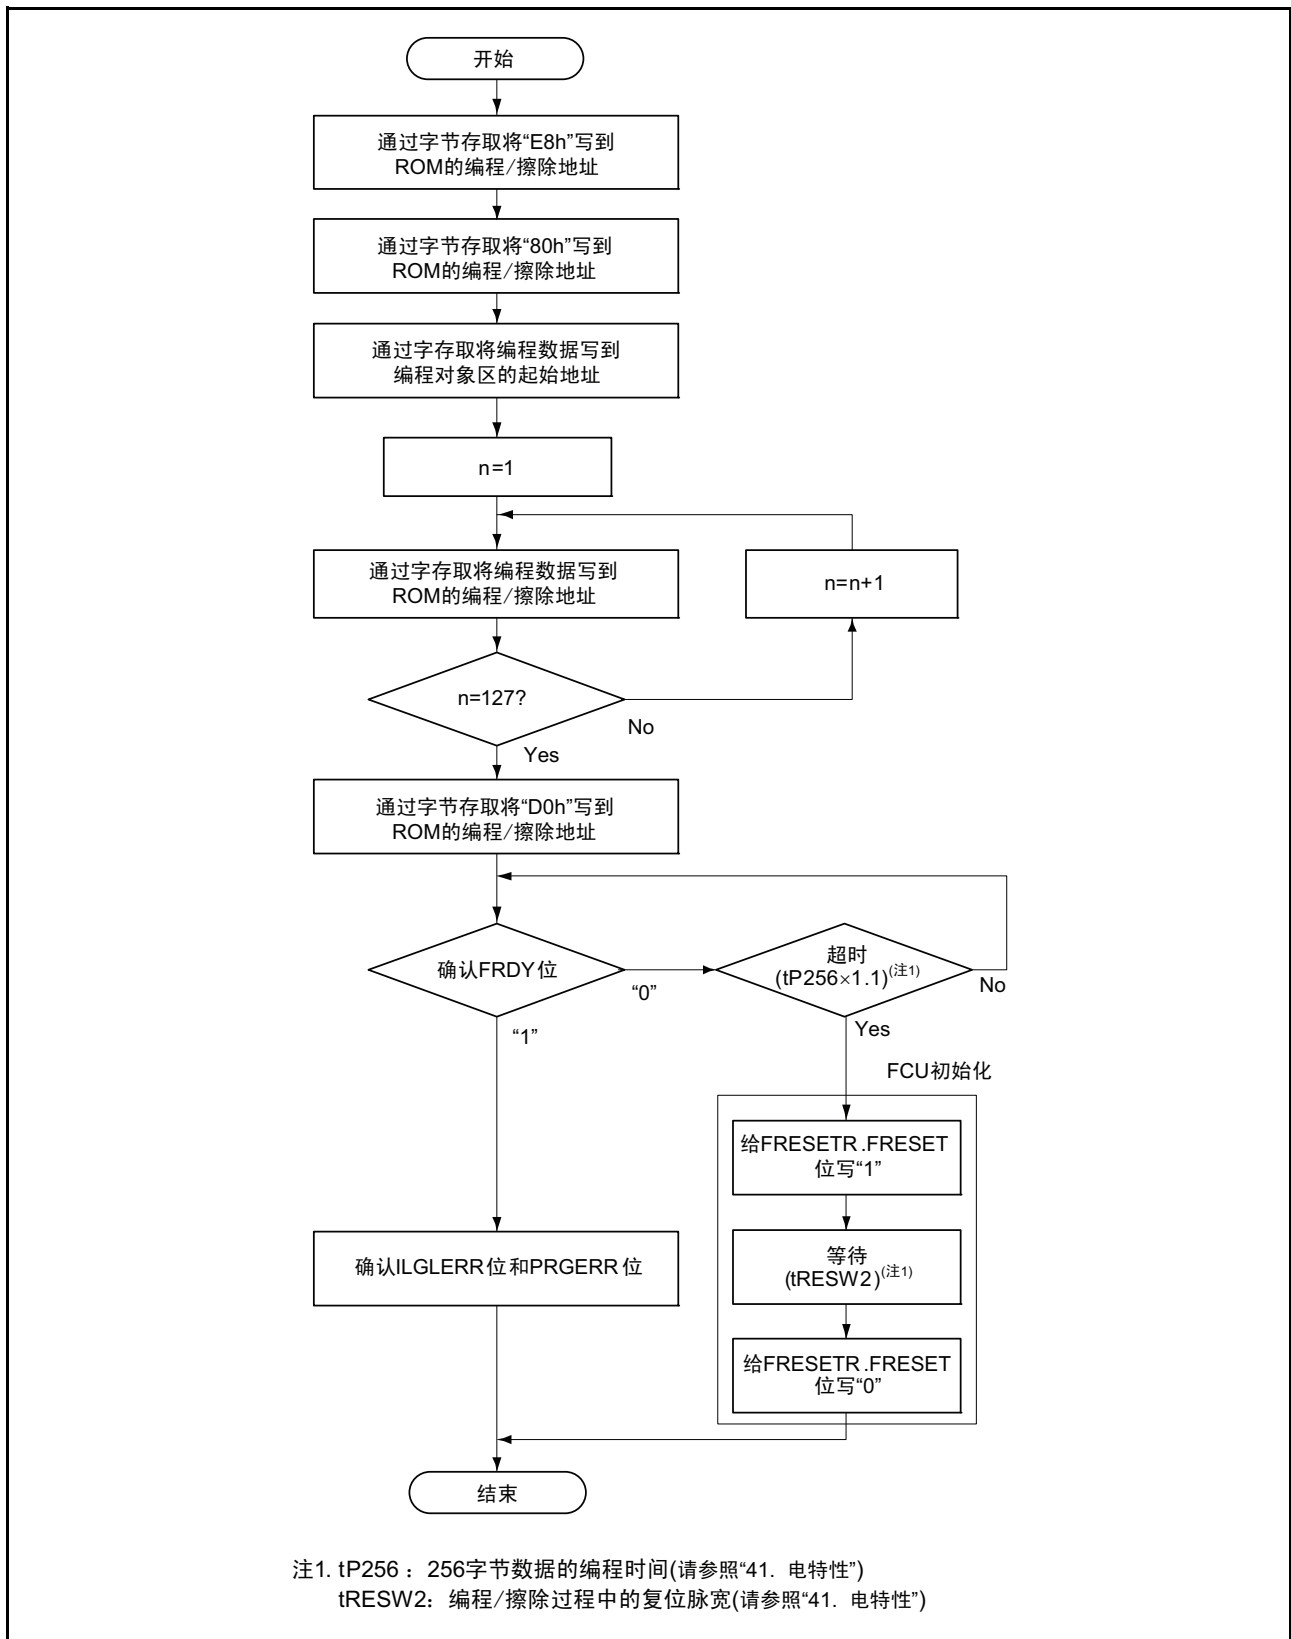 开始
通过字节存取将“E8h”写到
ROM的编程/擦除地址
通过字节存取将“80h”写到
ROM的编程/擦除地址
通过字存取将编程数据写到
编程对象区的起始地址
n=1
通过字存取将编程数据写到
ROM的编程/擦除地址
n=n+1
n=127?
No
Yes
通过字节存取将“D0h”写到
ROM的编程/擦除地址
确认FRDY位
“0”
超时
(tP256×1.1)(注1)
No
“1”
Yes
FCU初始化
给FRESETR.FRESET
位写“1”
等待
(tRESW2)(注1)
确认ILGLERR位和PRGERR位
给FRESETR.FRESET
位写“0”
结束
注1. tP256 : 256字节数据的编程时间(请参照“41. 电特性”)
tRESW2: 编程/擦除过程中的复位脉宽(请参照“41. 电特性”)